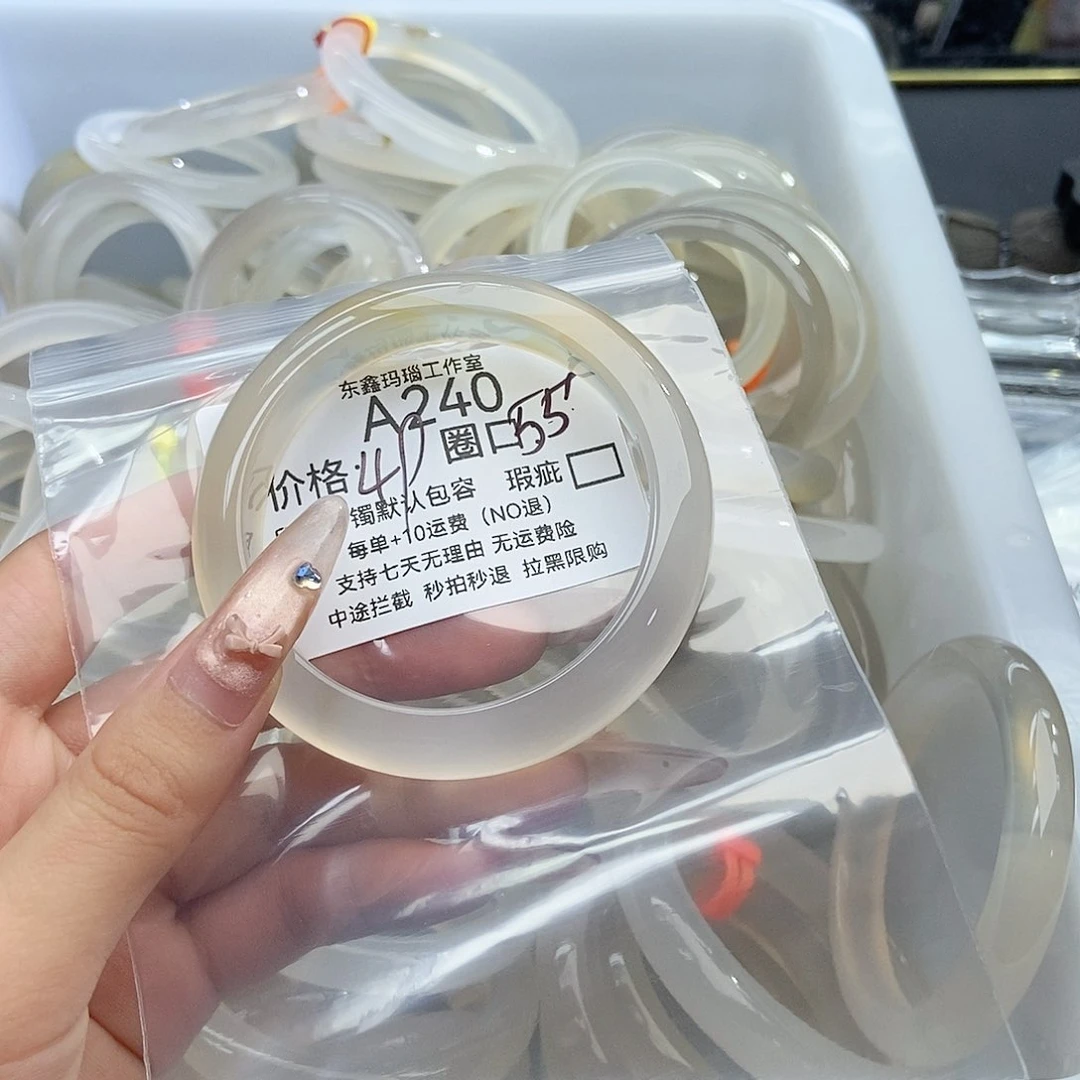 东鑫玛瑙工作室
A240
圈口55
价格:
瑕疵
镯默认包容
每单+10运费（NO退）
支持七天无理由 无运费险
中途拦截 秒拍秒退 拉黑限购